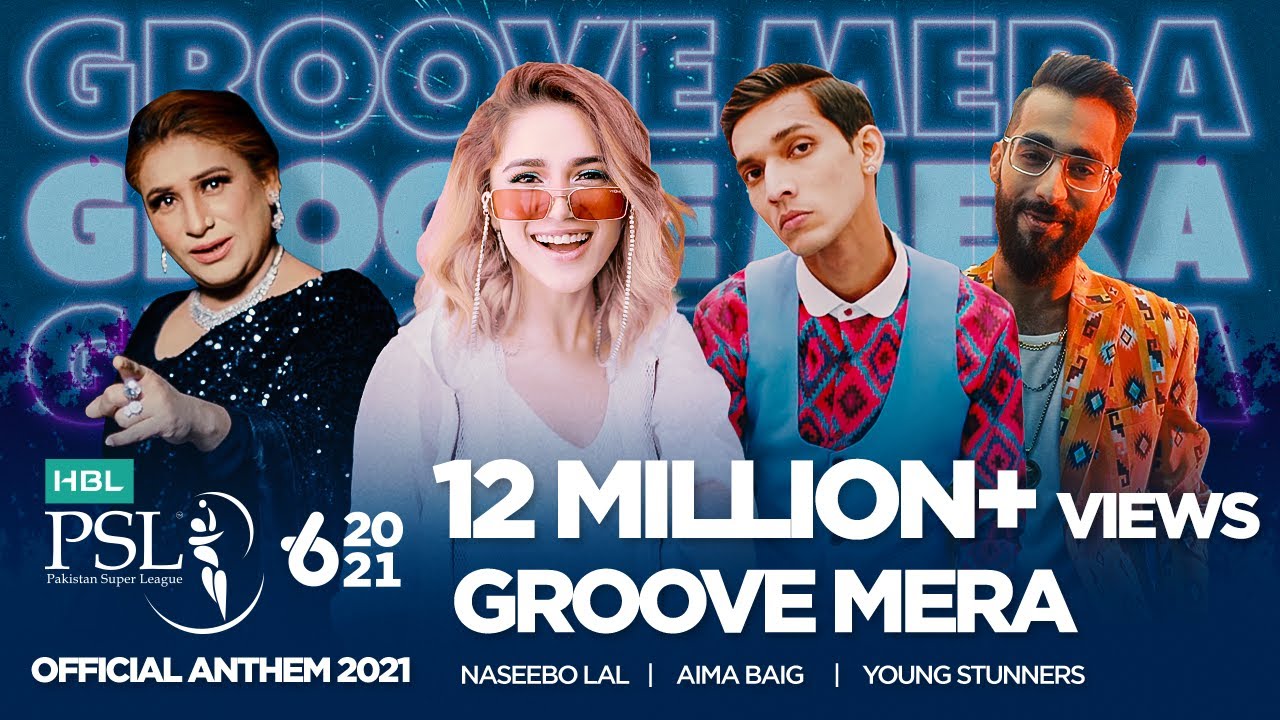 GROOVE MERA
GROOVE MERA
HBL
PSL™
Pakistan Super League
6 2021
12 MILLION+ VIEWS
GROOVE MERA
OFFICIAL ANTHEM 2021
NASEEBO LAL | AIMA BAIG | YOUNG STUNNERS